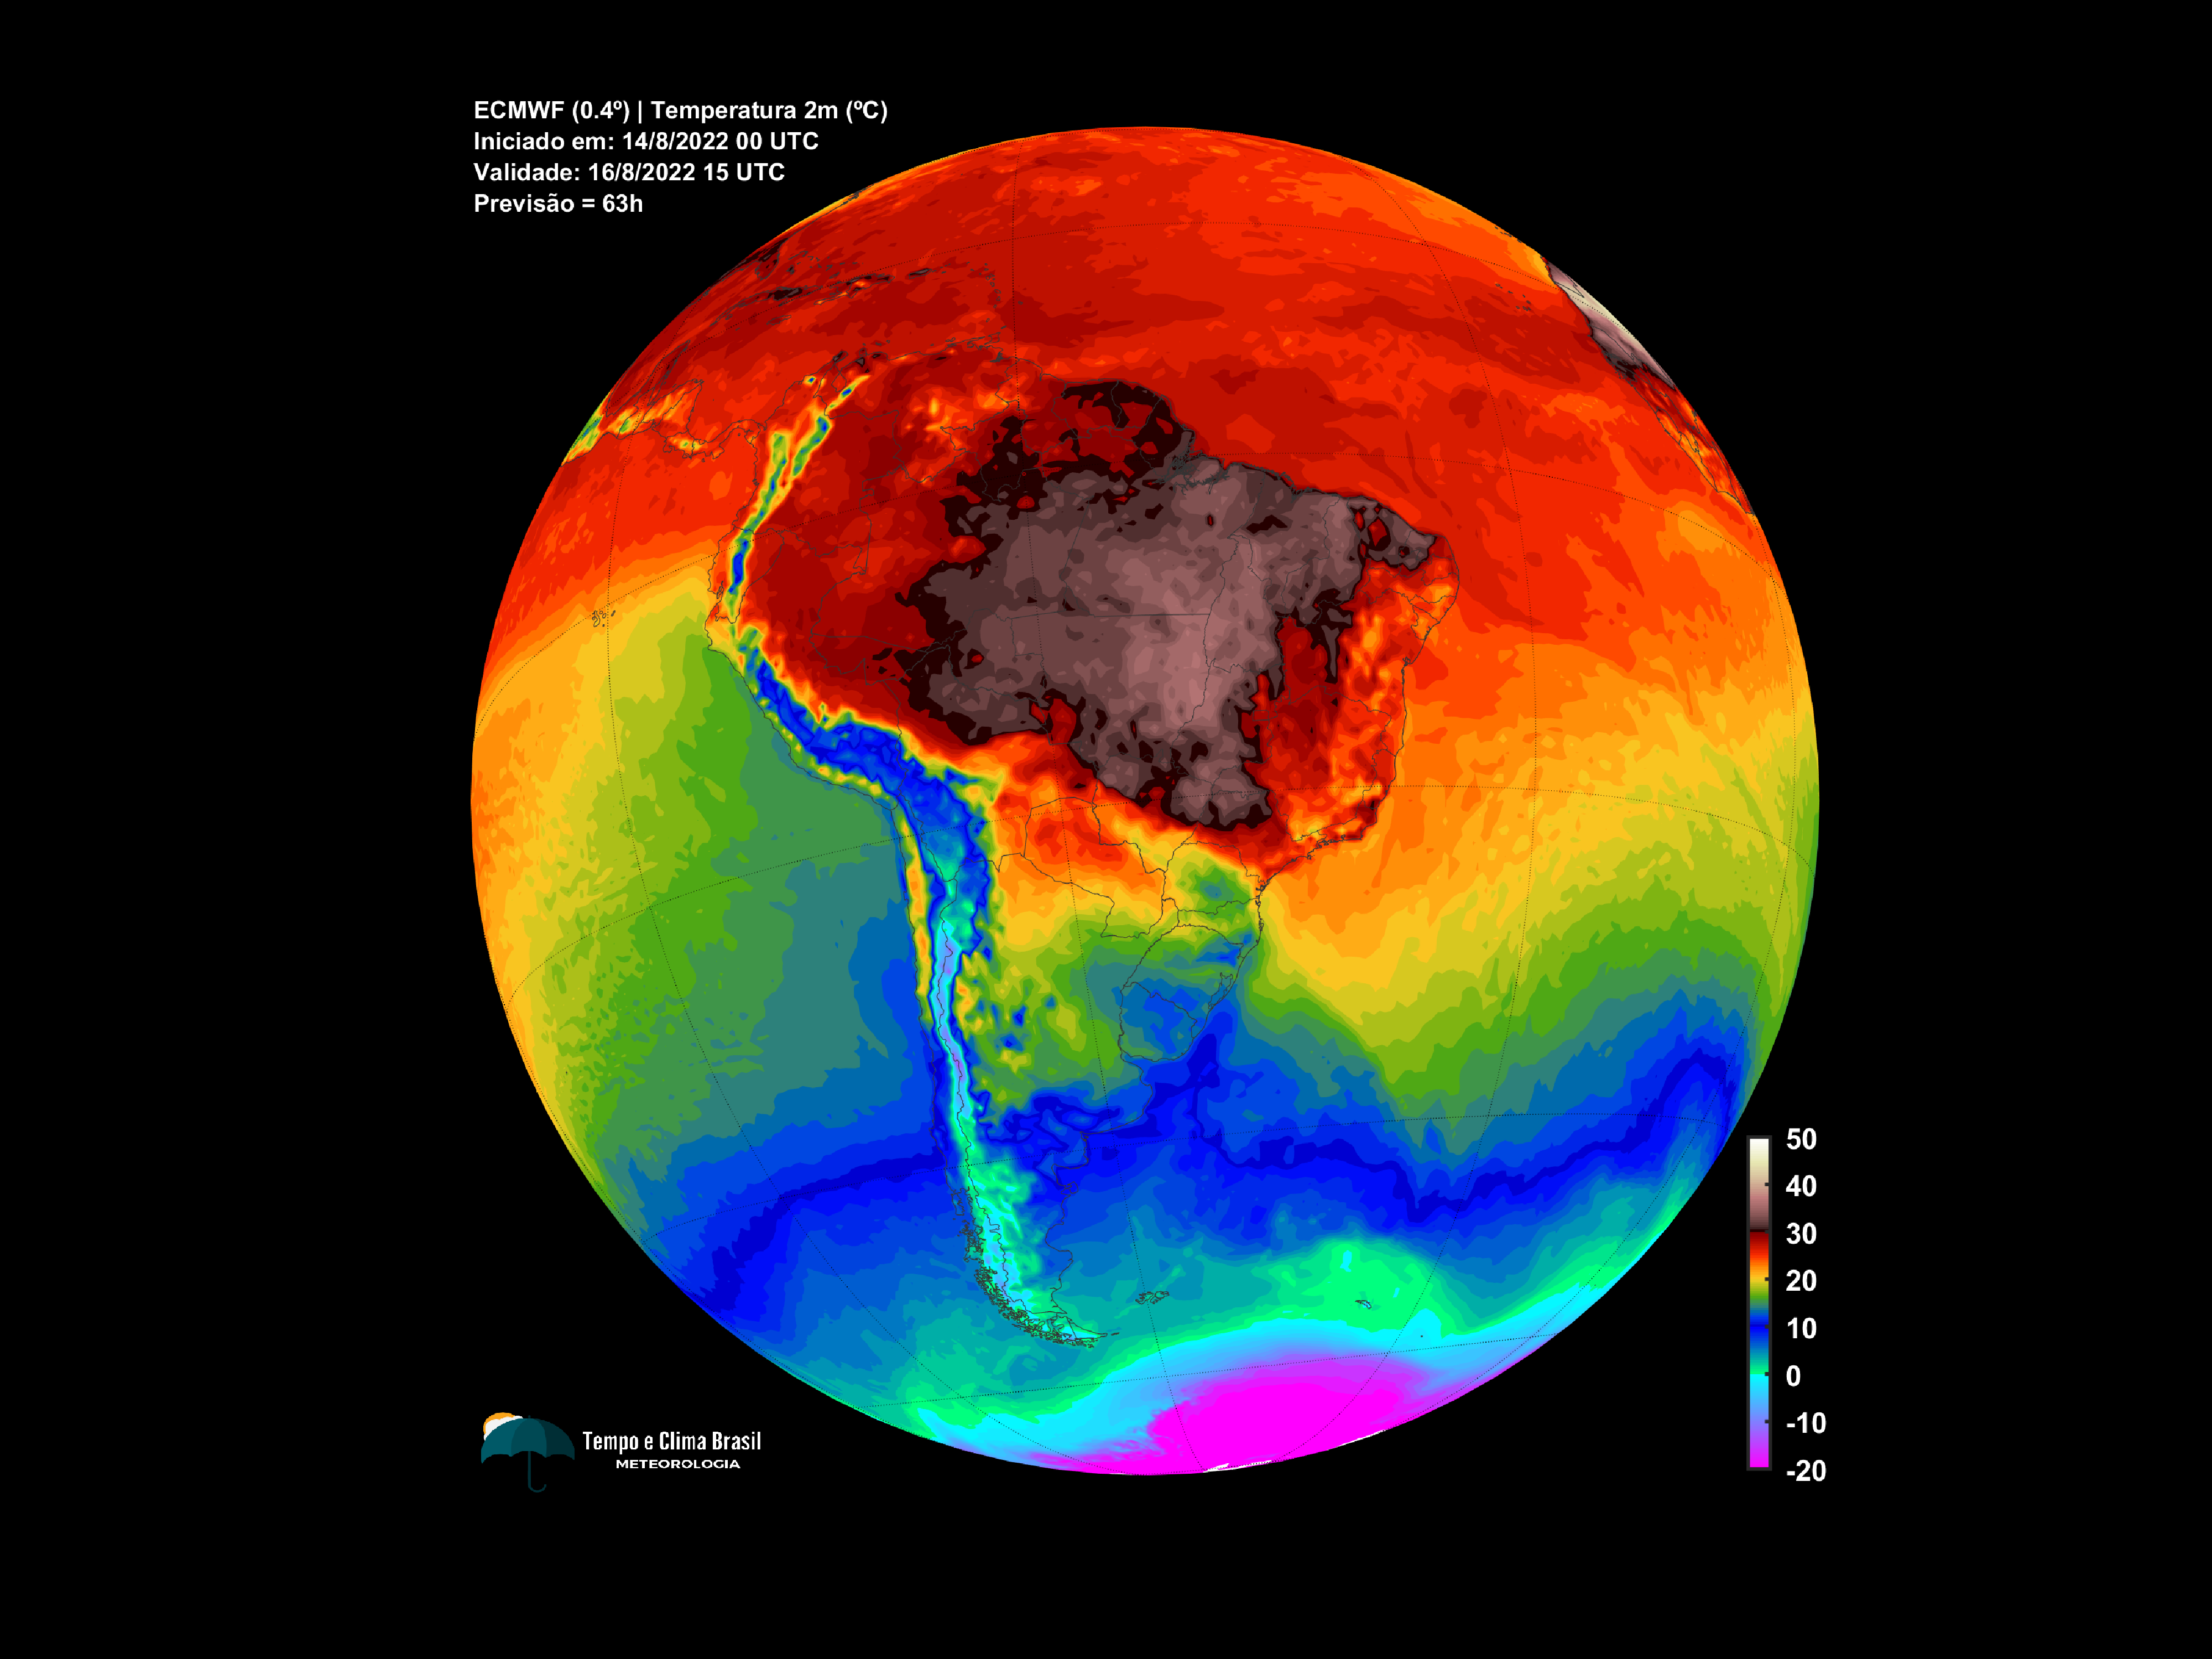 ECMWF (0.4º) | Temperatura 2m (ºC)
Iniciado em: 14/8/2022 00 UTC
Validade: 16/8/2022 15 UTC
Previsão = 63h
50
40
30
20
10
0
-10
-20
Tempo e Clima Brasil
METEOROLOGIA